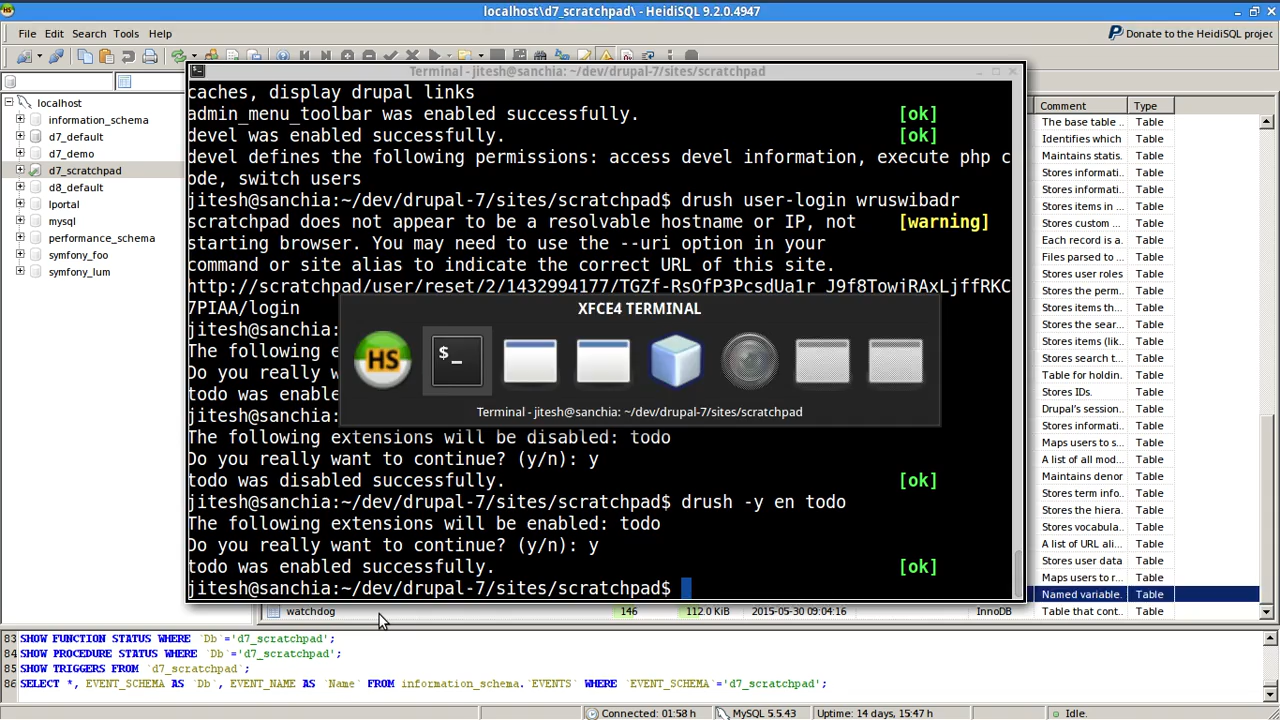 localhost\d7_scratchpad\ - HeidiSQL 9.2.0.4947
File Edit Search Tools Help
Donate to the HeidiSQL projec
Terminal - jitesh@sanchia: ~/dev/drupal-7/sites/scratchpad
localhost
information_schema
d7_default
d7_demo
d7_scratchpad
d8_default
lportal
mysql
performance_schema
symfony_foo
symfony_lum
caches, display drupal links
admin_menu_toolbar was enabled successfully. [ok]
devel was enabled successfully. [ok]
devel defines the following permissions: access devel information, execute php c
ode, switch users
jitesh@sanchia:~/dev/drupal-7/sites/scratchpad$ drush user-login wruswibadr
scratchpad does not appear to be a resolvable hostname or IP, not [warning]
starting browser. You may need to use the --uri option in your
command or site alias to indicate the correct URL of this site.
http://scratchpad/user/reset/2/1432994177/TGZf-RsOfP3PcsdUa1r_J9f8TowjRAxLjffRKC
7PIAA/login
jitesh@sanchia:
The following e
Do you really w
todo was enable
jitesh@sanchia:
The following extensions will be disabled: todo
Do you really want to continue? (y/n): y
todo was disabled successfully. [ok]
jitesh@sanchia:~/dev/drupal-7/sites/scratchpad$ drush -y en todo
The following extensions will be enabled: todo
Do you really want to continue? (y/n): y
todo was enabled successfully. [ok]
jitesh@sanchia:~/dev/drupal-7/sites/scratchpad$
XFCE4 TERMINAL
HS
$_
Terminal - jitesh@sanchia: ~/dev/drupal-7/sites/scratchpad
Comment Type
The base table .. Table
Identifies which Table
Maintains statis. Table
Stores informati. Table
Stores informati. Table
Stores items in Table
Stores custom .. Table
Each record is a. Table
Files parsed to Table
Stores user roles Table
Stores the perm. Table
Stores informati. Table
Stores items tha. Table
Stores the sear. Table
Stores items (lik. Table
Stores search t. Table
Table for holdin. Table
Stores IDs. Table
Drupal's session. Table
Stores informati. Table
Maps users to s.. Table
A list of all mod.. Table
Maintains denor Table
Stores term info.. Table
Stores the hiera. Table
Stores vocabula. Table
A list of URL ali.. Table
Stores user data Table
Maps users to r.. Table
Named variable. Table
watchdog 146 112.0 KiB 2015-05-30 09:04:16 InnoDB Table that cont.. Table
83 SHOW FUNCTION STATUS WHERE `Db`='d7_scratchpad';
84 SHOW PROCEDURE STATUS WHERE `Db`='d7_scratchpad';
85 SHOW TRIGGERS FROM `d7_scratchpad`;
86 SELECT *, EVENT_SCHEMA AS `Db`, EVENT_NAME AS `Name` FROM information_schema.`EVENTS` WHERE `EVENT_SCHEMA`='d7_scratchpad';
Connected: 01:58 h MySQL 5.5.43 Uptime: 14 days, 15:47 h Idle.